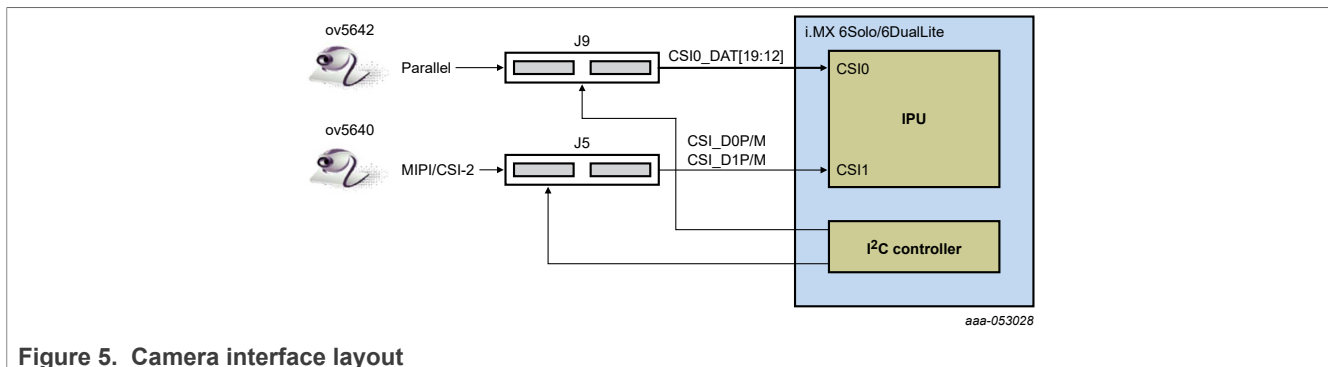 ov5642
J9
i.MX 6Solo/6DualLite
Parallel
CSI0_DAT[19:12]
CSI0
IPU
ov5640
J5
CSI_D0P/M
CSI_D1P/M
MIPI/CSI-2
CSI1
I²C controller
aaa-053028
Figure 5. Camera interface layout